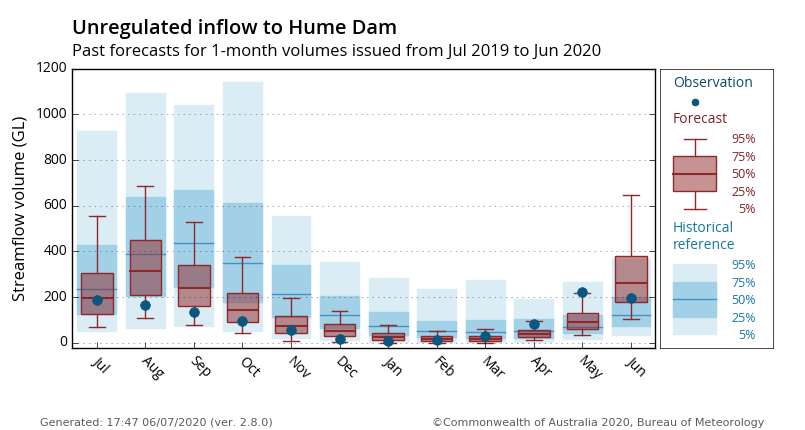 Unregulated inflow to Hume Dam
Past forecasts for 1-month volumes issued from Jul 2019 to Jun 2020
Streamflow volume (GL)
1200
1000
800
600
400
200
0
Jul
Aug
Sep
Oct
Nov
Dec
Jan
Feb
Mar
Apr
May
Jun
Observation
Forecast
95%
75%
50%
25%
5%
Historical
reference
95%
75%
50%
25%
5%
Generated: 17:47 06/07/2020 (ver. 2.8.0)
©Commonwealth of Australia 2020, Bureau of Meteorology